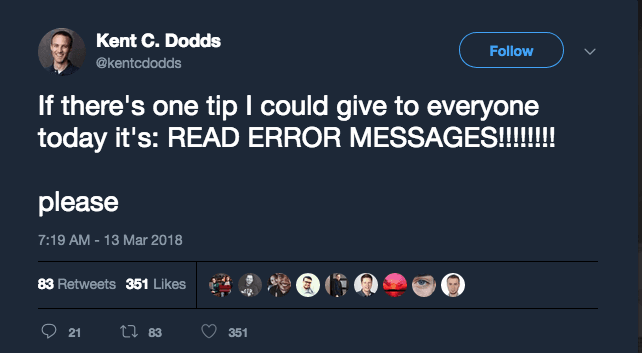 Kent C. Dodds
@kentcdodds
Follow
If there's one tip I could give to everyone
today it's: READ ERROR MESSAGES!!!!!!!!
please
7:19 AM - 13 Mar 2018
83 Retweets 351 Likes
21 83 351